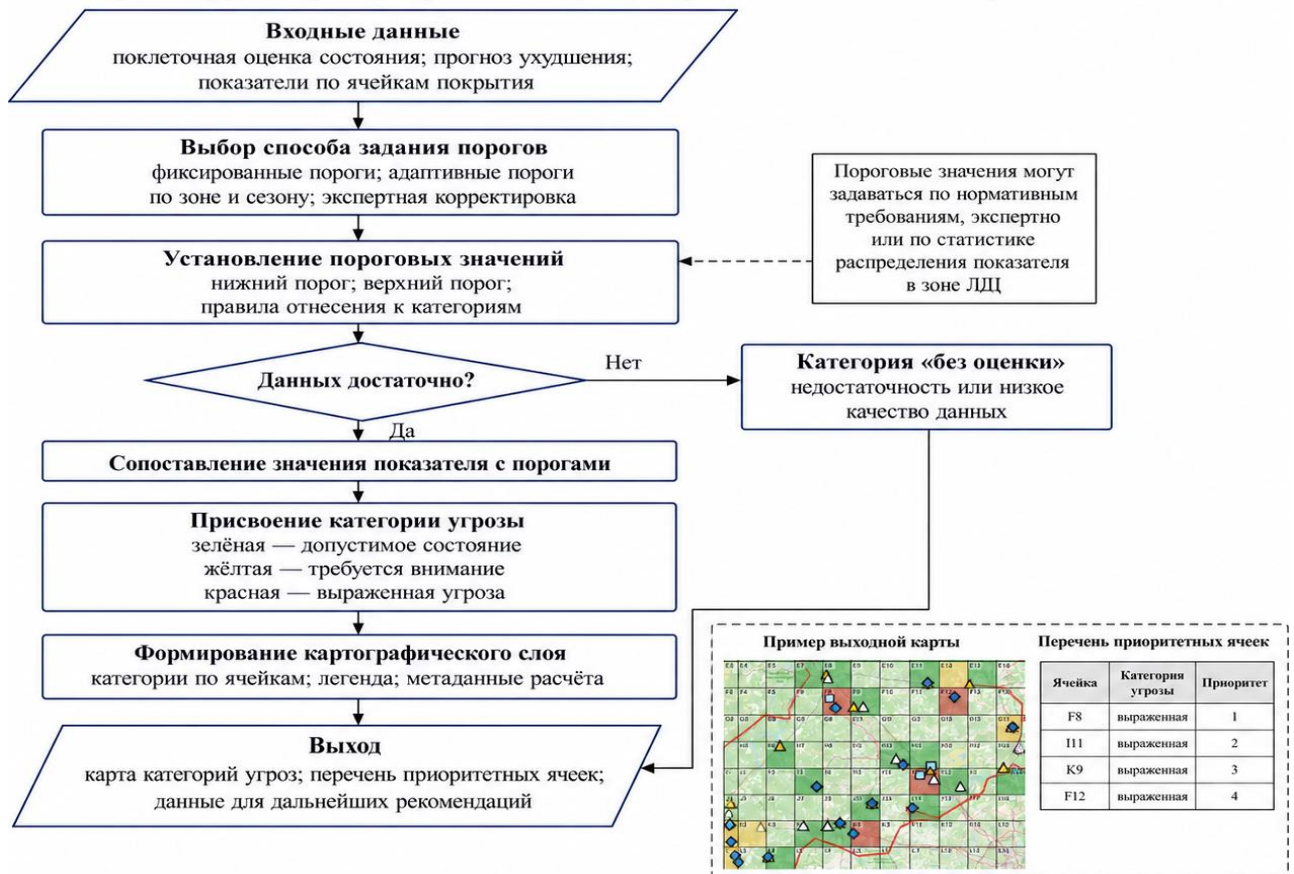 Входные данные
поклеточная оценка состояния; прогноз ухудшения;
показатели по ячейкам покрытия
Выбор способа задания порогов
фиксированные пороги; адаптивные пороги
по зоне и сезону; экспертная корректировка
Пороговые значения могут
задаваться по нормативным
требованиям, экспертно
или по статистике
распределения показателя
в зоне ЛДЦ
Установление пороговых значений
нижний порог; верхний порог;
правила отнесения к категориям
Данных достаточно?
Нет
Категория «без оценки»
недостаточность или низкое
качество данных
Да
Сопоставление значения показателя с порогами
Присвоение категории угрозы
зелёная — допустимое состояние
жёлтая — требуется внимание
красная — выраженная угроза
Формирование картографического слоя
категории по ячейкам; легенда; метаданные расчёта
Выход
карта категорий угроз; перечень приоритетных ячеек;
данные для дальнейших рекомендаций
Пример выходной карты
Перечень приоритетных ячеек
Ячейка Категория угрозы Приоритет
F8 выраженная 1
I11 выраженная 2
K9 выраженная 3
F12 выраженная 4